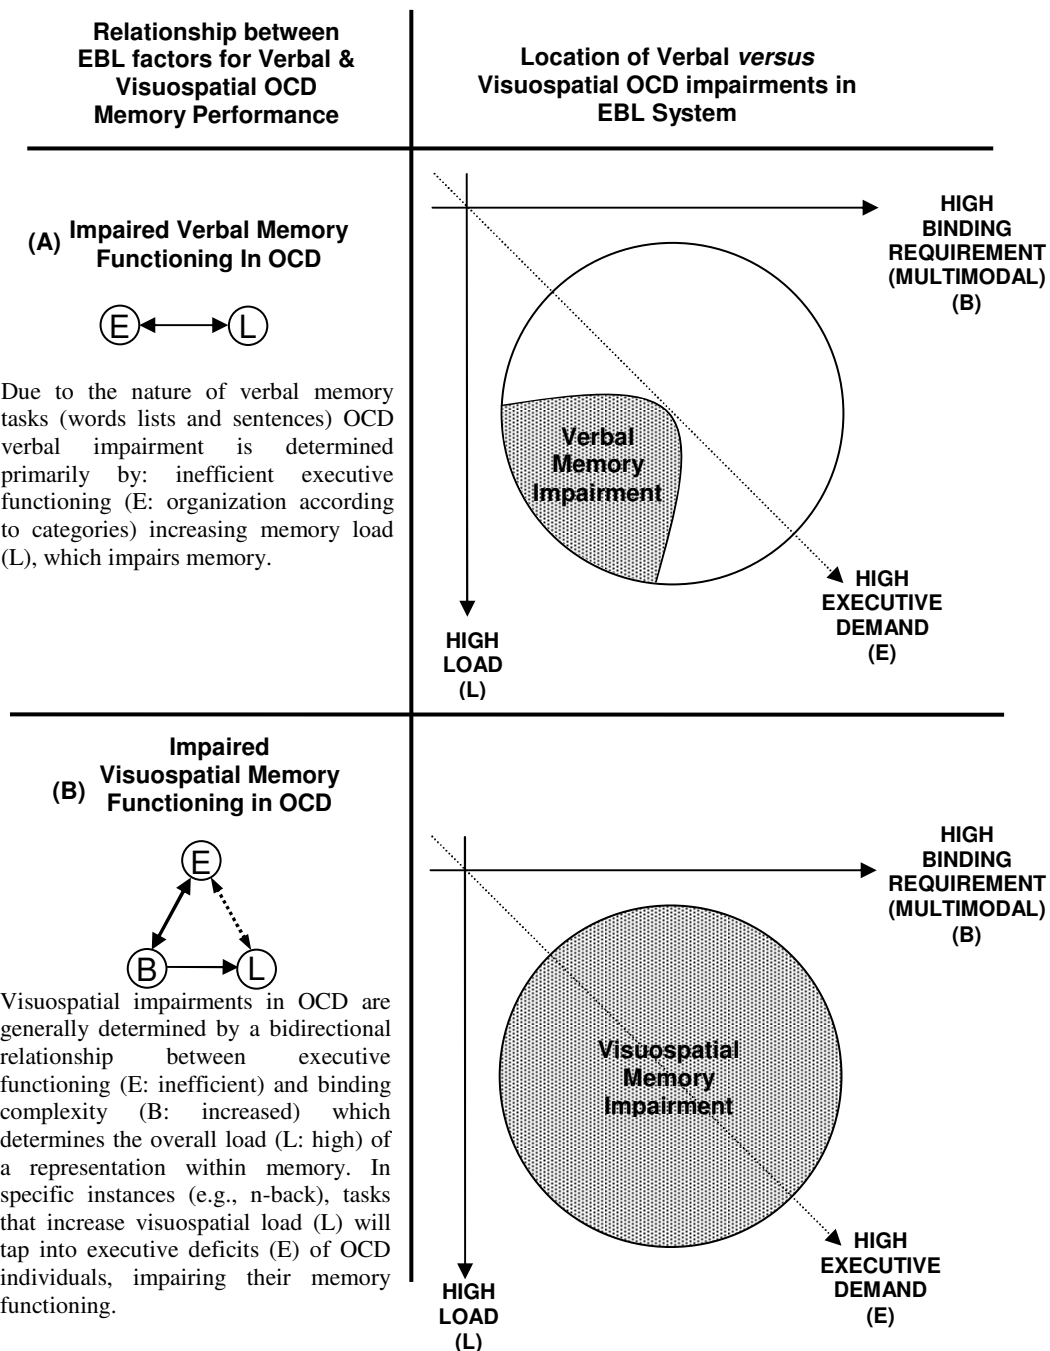 Relationship between
EBL factors for Verbal &
Visuospatial OCD
Memory Performance
Location of Verbal versus
Visuospatial OCD impairments in
EBL System
(A) Impaired Verbal Memory
Functioning In OCD
E
L
Due to the nature of verbal memory
tasks (words lists and sentences) OCD
verbal impairment is determined
primarily by: inefficient executive
functioning (E: organization according
to categories) increasing memory load
(L), which impairs memory.
HIGH
BINDING
REQUIREMENT
(MULTIMODAL)
(B)
Verbal
Memory
Impairment
HIGH
EXECUTIVE
DEMAND
(E)
HIGH
LOAD
(L)
Impaired
Visuospatial Memory
(B) Functioning in OCD
E
B
L
Visuospatial impairments in OCD are
generally determined by a bidirectional
relationship between executive
functioning (E: inefficient) and binding
complexity (B: increased) which
determines the overall load (L: high) of
a representation within memory. In
specific instances (e.g., n-back), tasks
that increase visuospatial load (L) will
tap into executive deficits (E) of OCD
individuals, impairing their memory
functioning.
HIGH
BINDING
REQUIREMENT
(MULTIMODAL)
(B)
Visuospatial
Memory
Impairment
HIGH
EXECUTIVE
DEMAND
(E)
HIGH
LOAD
(L)